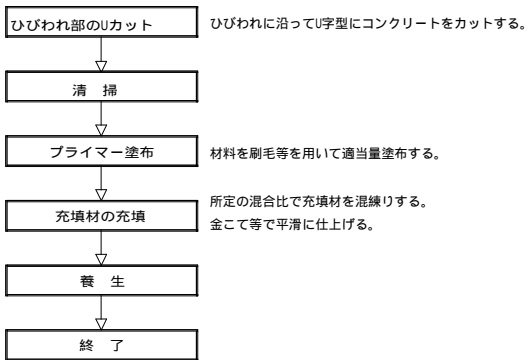 ひびわれ部のUカット
ひびわれに沿ってU字型にコンクリートをカットする。
清　掃
プライマー塗布
材料を刷毛等を用いて適当量塗布する。
充填材の充填
所定の混合比で充填材を混練りする。
金こて等で平滑に仕上げる。
養　生
終　了